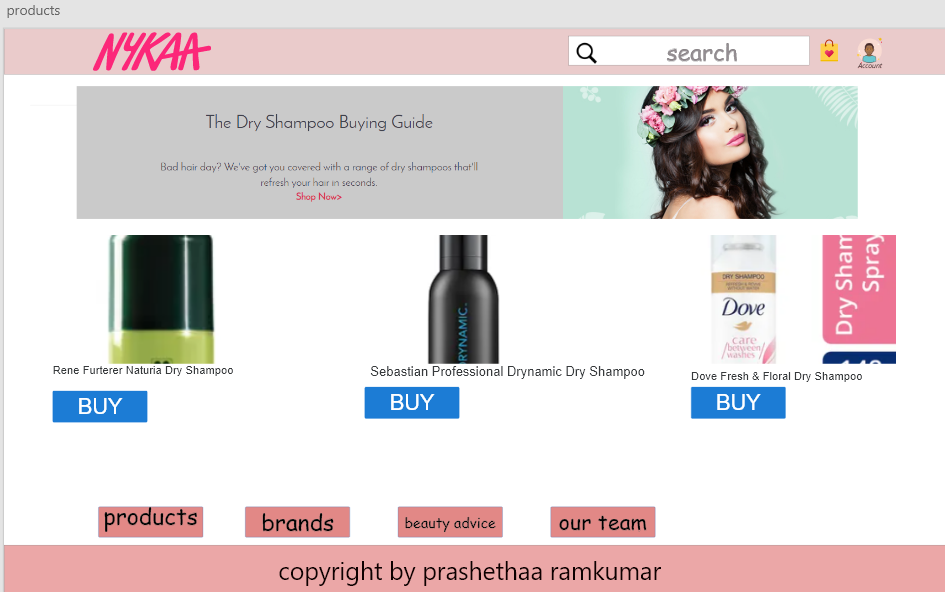 products
NYKAA
search
Account
The Dry Shampoo Buying Guide
Bad hair day? We've got you covered with a range of dry shampoos that'll
refresh your hair in seconds.
Shop Now>
RYNAMIC.
DRY SHAMPOO
Dove
care
between
washes
Dry Sham
Spray
Rene Furterer Naturia Dry Shampoo
Sebastian Professional Drynamic Dry Shampoo
Dove Fresh & Floral Dry Shampoo
BUY
BUY
BUY
products
brands
beauty advice
our team
copyright by prashethaa ramkumar